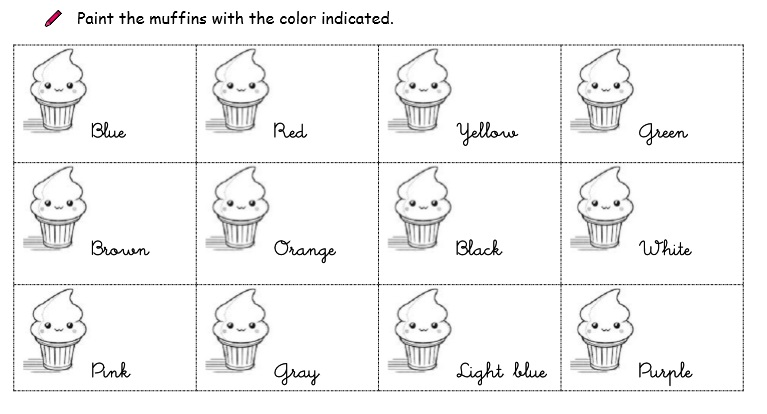 Paint the muffins with the color indicated.
Blue
Red
Yellow
Green
Brown
Orange
Black
White
Pink
Gray
Light blue
Purple